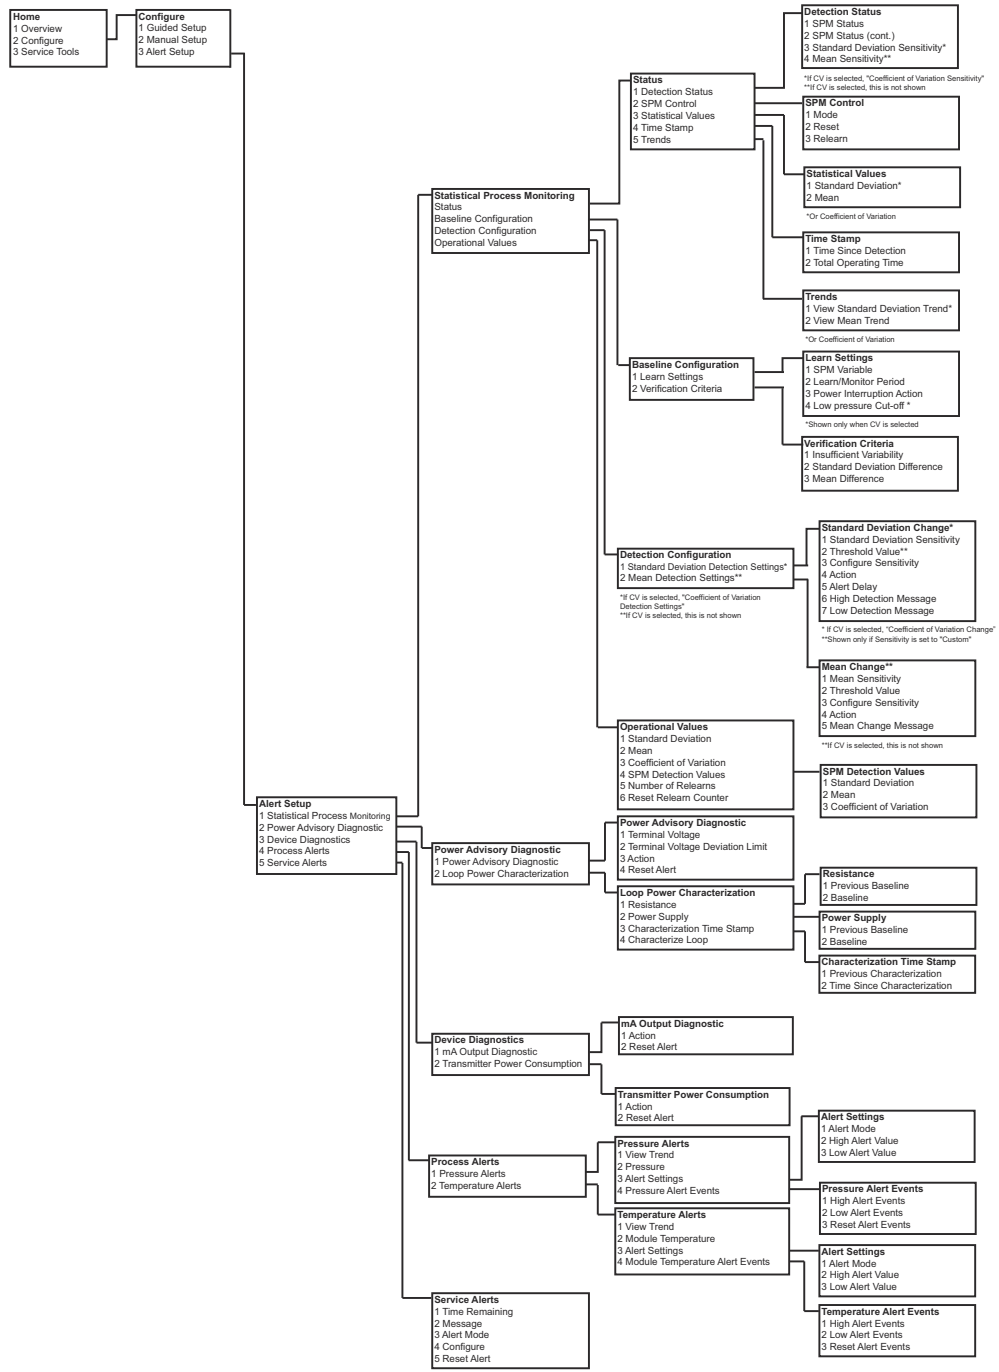 Home
1 Overview
2 Configure
3 Service Tools
Configure
1 Guided Setup
2 Manual Setup
3 Alert Setup
Alert Setup
1 Statistical Process Monitoring
2 Power Advisory Diagnostic
3 Device Diagnostics
4 Process Alerts
5 Service Alerts
Statistical Process Monitoring
Status
Baseline Configuration
Detection Configuration
Operational Values
Status
1 Detection Status
2 SPM Control
3 Statistical Values
4 Time Stamp
5 Trends
Detection Status
1 SPM Status
2 SPM Status (cont.)
3 Standard Deviation Sensitivity*
4 Mean Sensitivity**
*If CV is selected, "Coefficient of Variation Sensitivity"
**If CV is selected, this is not shown
SPM Control
1 Mode
2 Reset
3 Relearn
Statistical Values
1 Standard Deviation*
2 Mean
*Or Coefficient of Variation
Time Stamp
1 Time Since Detection
2 Total Operating Time
Trends
1 View Standard Deviation Trend*
2 View Mean Trend
*Or Coefficient of Variation
Baseline Configuration
1 Learn Settings
2 Verification Criteria
Learn Settings
1 SPM Variable
2 Learn/Monitor Period
3 Power Interruption Action
4 Low pressure Cut-off *
*Shown only when CV is selected
Verification Criteria
1 Insufficient Variability
2 Standard Deviation Difference
3 Mean Difference
Detection Configuration
1 Standard Deviation Detection Settings*
2 Mean Detection Settings**
*If CV is selected, "Coefficient of Variation
Detection Settings"
**If CV is selected, this is not shown
Standard Deviation Change*
1 Standard Deviation Sensitivity
2 Threshold Value**
3 Configure Sensitivity
4 Action
5 Alert Delay
6 High Detection Message
7 Low Detection Message
* If CV is selected, "Coefficient of Variation Change"
**Shown only if Sensitivity is set to "Custom"
Mean Change**
1 Mean Sensitivity
2 Threshold Value
3 Configure Sensitivity
4 Action
5 Mean Change Message
**If CV is selected, this is not shown
Operational Values
1 Standard Deviation
2 Mean
3 Coefficient of Variation
4 SPM Detection Values
5 Number of Relearns
6 Reset Relearn Counter
SPM Detection Values
1 Standard Deviation
2 Mean
3 Coefficient of Variation
Power Advisory Diagnostic
1 Power Advisory Diagnostic
2 Loop Power Characterization
Power Advisory Diagnostic
1 Terminal Voltage
2 Terminal Voltage Deviation Limit
3 Action
4 Reset Alert
Loop Power Characterization
1 Resistance
2 Power Supply
3 Characterization Time Stamp
4 Characterize Loop
Resistance
1 Previous Baseline
2 Baseline
Power Supply
1 Previous Baseline
2 Baseline
Characterization Time Stamp
1 Previous Characterization
2 Time Since Characterization
Device Diagnostics
1 mA Output Diagnostic
2 Transmitter Power Consumption
mA Output Diagnostic
1 Action
2 Reset Alert
Transmitter Power Consumption
1 Action
2 Reset Alert
Process Alerts
1 Pressure Alerts
2 Temperature Alerts
Pressure Alerts
1 View Trend
2 Pressure
3 Alert Settings
4 Pressure Alert Events
Alert Settings
1 Alert Mode
2 High Alert Value
3 Low Alert Value
Pressure Alert Events
1 High Alert Events
2 Low Alert Events
3 Reset Alert Events
Temperature Alerts
1 View Trend
2 Module Temperature
3 Alert Settings
4 Module Temperature Alert Events
Alert Settings
1 Alert Mode
2 High Alert Value
3 Low Alert Value
Temperature Alert Events
1 High Alert Events
2 Low Alert Events
3 Reset Alert Events
Service Alerts
1 Time Remaining
2 Message
3 Alert Mode
4 Configure
5 Reset Alert